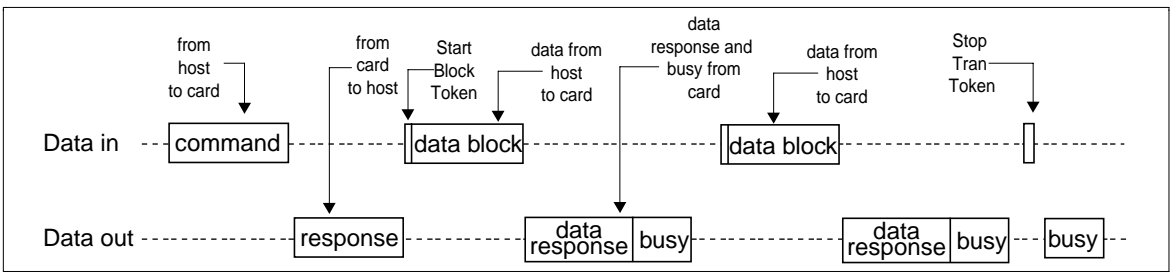 from
host
to card
from
card
to host
Start
Block
Token
data from
host
to card
data
response and
busy from
card
data from
host
to card
Stop
Tran
Token
Data in
command
data block
data block
Data out
response
data
response
busy
data
response
busy
busy